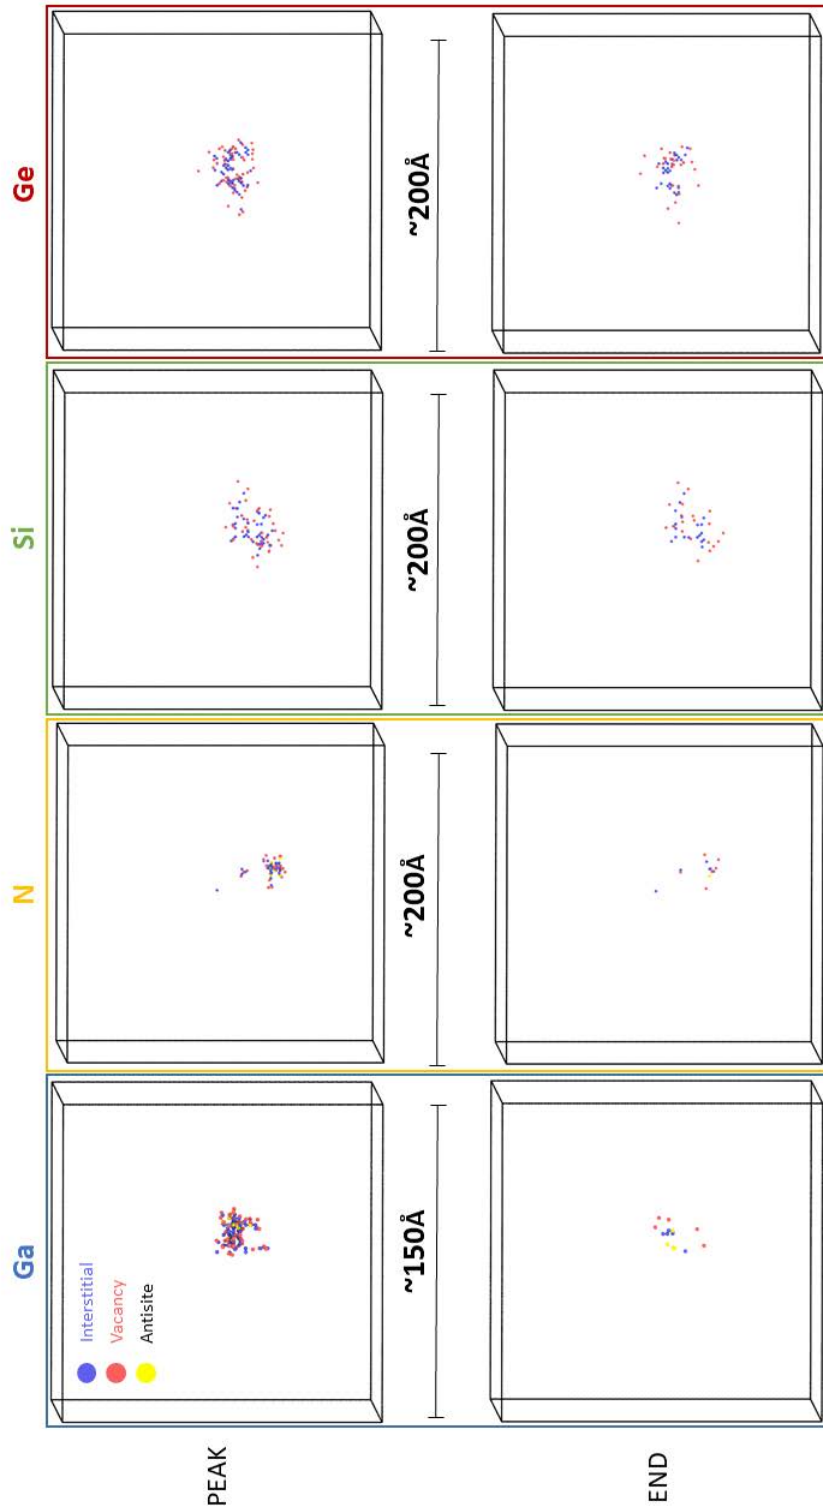 Ga
N
Si
Ge
PEAK
Interstitial
Vacancy
Antisite
~150Å
~200Å
~200Å
~200Å
END